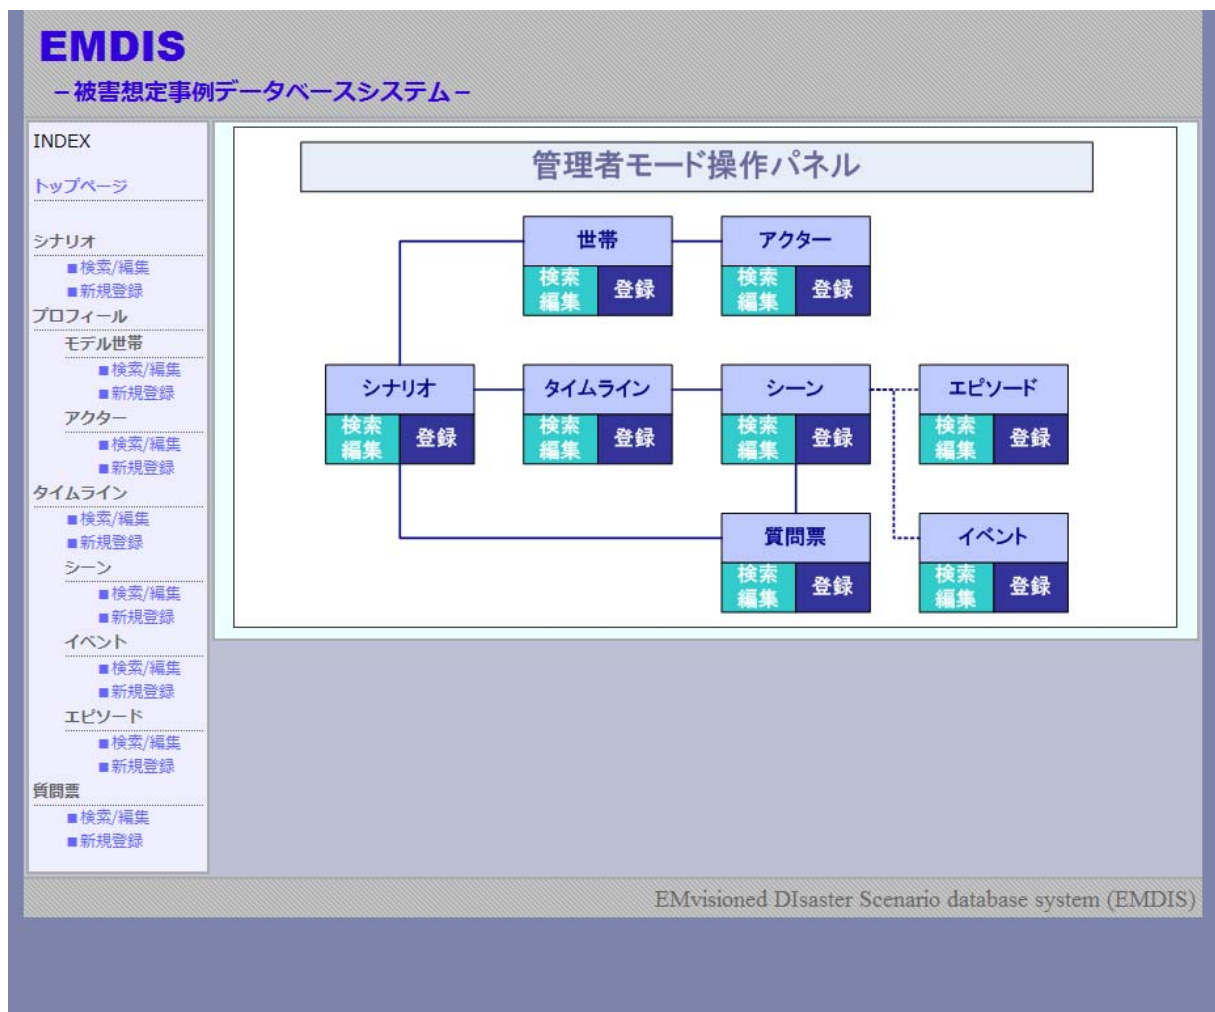 EMDIS
－被害想定事例データベースシステム－
INDEX
トップページ
シナリオ
■検索/編集
■新規登録
プロフィール
モデル世帯
■検索/編集
■新規登録
アクター
■検索/編集
■新規登録
タイムライン
■検索/編集
■新規登録
シーン
■検索/編集
■新規登録
イベント
■検索/編集
■新規登録
エピソード
■検索/編集
■新規登録
質問票
■検索/編集
■新規登録
管理者モード操作パネル
世帯
検索
編集
登録
アクター
検索
編集
登録
シナリオ
検索
編集
登録
タイムライン
検索
編集
登録
シーン
検索
編集
登録
エピソード
検索
編集
登録
質問票
検索
編集
登録
イベント
検索
編集
登録
EMvisioned DIsaster Scenario database system (EMDIS)